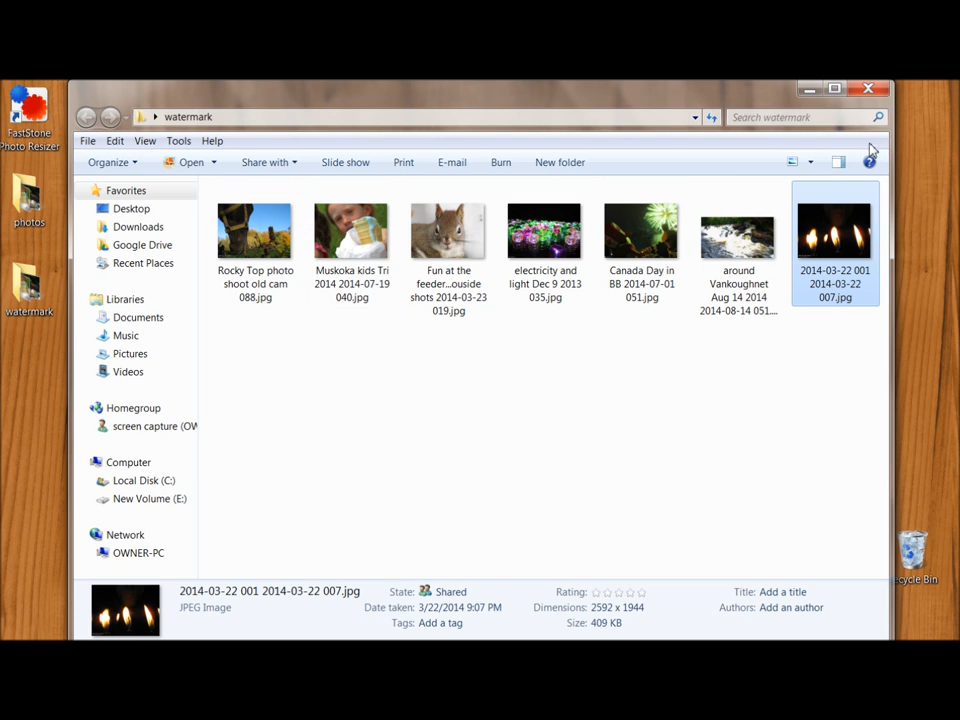 FastStone
Photo Resizer
photos
watermark
watermark
Search watermark
File Edit View Tools Help
Organize Open Share with Slide show Print E-mail Burn New folder
Favorites
Desktop
Downloads
Google Drive
Recent Places
Libraries
Documents
Music
Pictures
Videos
Homegroup
screen capture (OW
Computer
Local Disk (C:)
New Volume (E:)
Network
OWNER-PC
Rocky Top photo
shoot old cam
088.jpg
Muskoka kids Tri
2014 2014-07-19
040.jpg
Fun at the
feeder...ouside
shots 2014-03-23
019.jpg
electricity and
light Dec 9 2013
035.jpg
Canada Day in
BB 2014-07-01
051.jpg
around
Vankoughnet
Aug 14 2014
2014-08-14 051....
2014-03-22 001
2014-03-22
007.jpg
ecycle Bin
2014-03-22 001 2014-03-22 007.jpg
JPEG Image
State: Shared
Date taken: 3/22/2014 9:07 PM
Tags: Add a tag
Rating:
Dimensions: 2592 x 1944
Size: 409 KB
Title: Add a title
Authors: Add an author